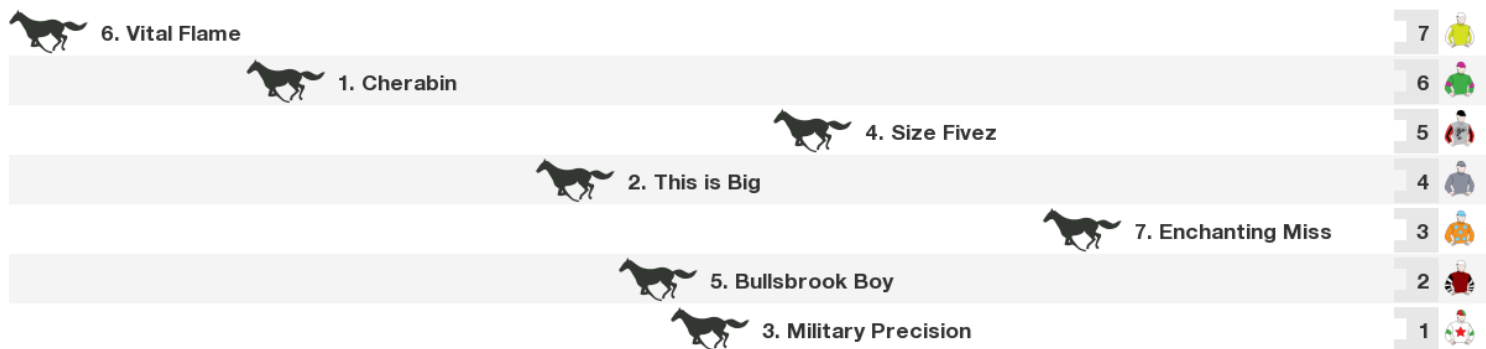 6. Vital Flame 7
1. Cherabin 6
4. Size Fivez 5
2. This is Big 4
7. Enchanting Miss 3
5. Bullsbrook Boy 2
3. Military Precision 1